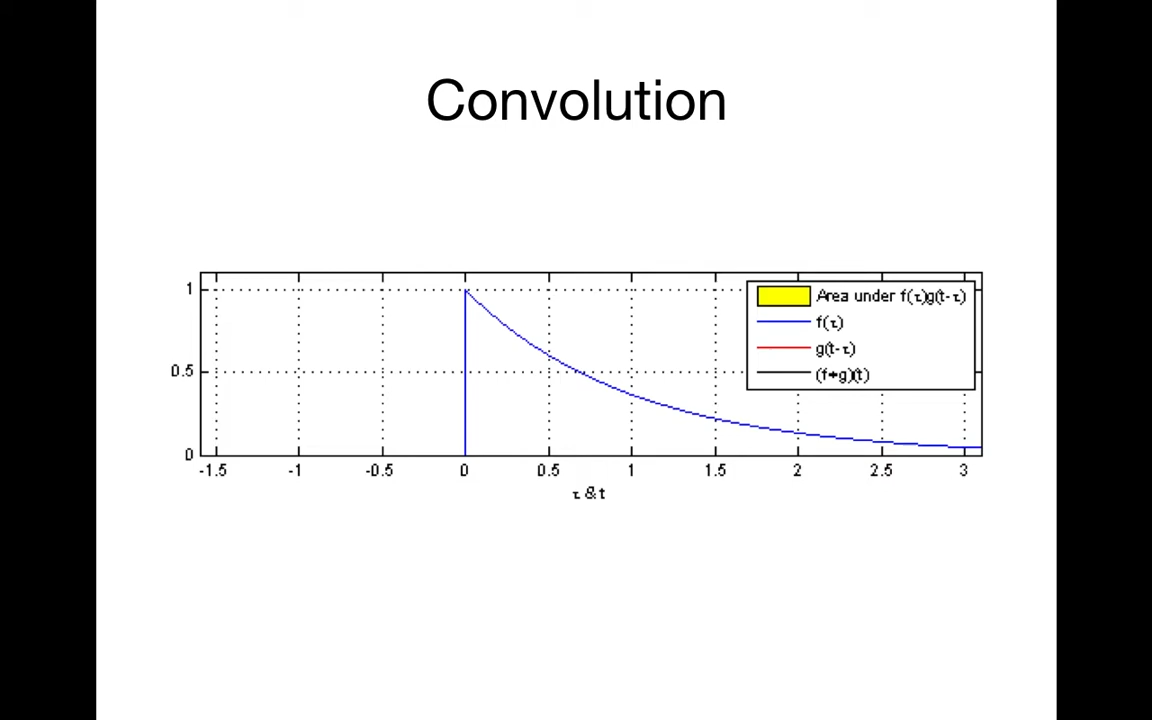 Convolution
1
0.5
0
Area under f(τ)g(t-τ)
f(τ)
g(t-τ)
(f*g)(t)
-1.5 -1 -0.5 0 0.5 1 1.5 2 2.5 3
τ & t